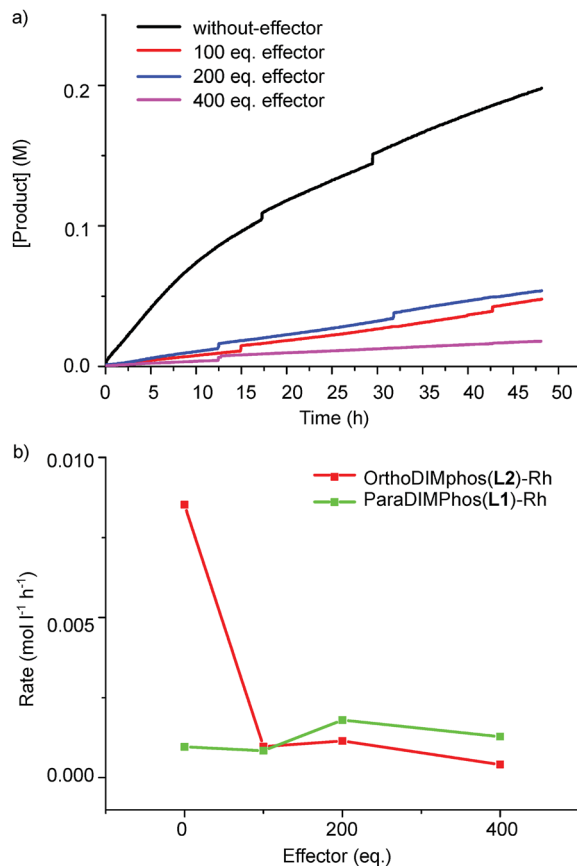 a)
without-effector
100 eq. effector
200 eq. effector
400 eq. effector
[Product] (M)
0.2
0.1
0.0
0 5 10 15 20 25 30 35 40 45 50
Time (h)
b)
OrthoDIMphos(L2)-Rh
ParaDIMPhos(L1)-Rh
Rate (mol l⁻¹ h⁻¹)
0.010
0.005
0.000
0 200 400
Effector (eq.)